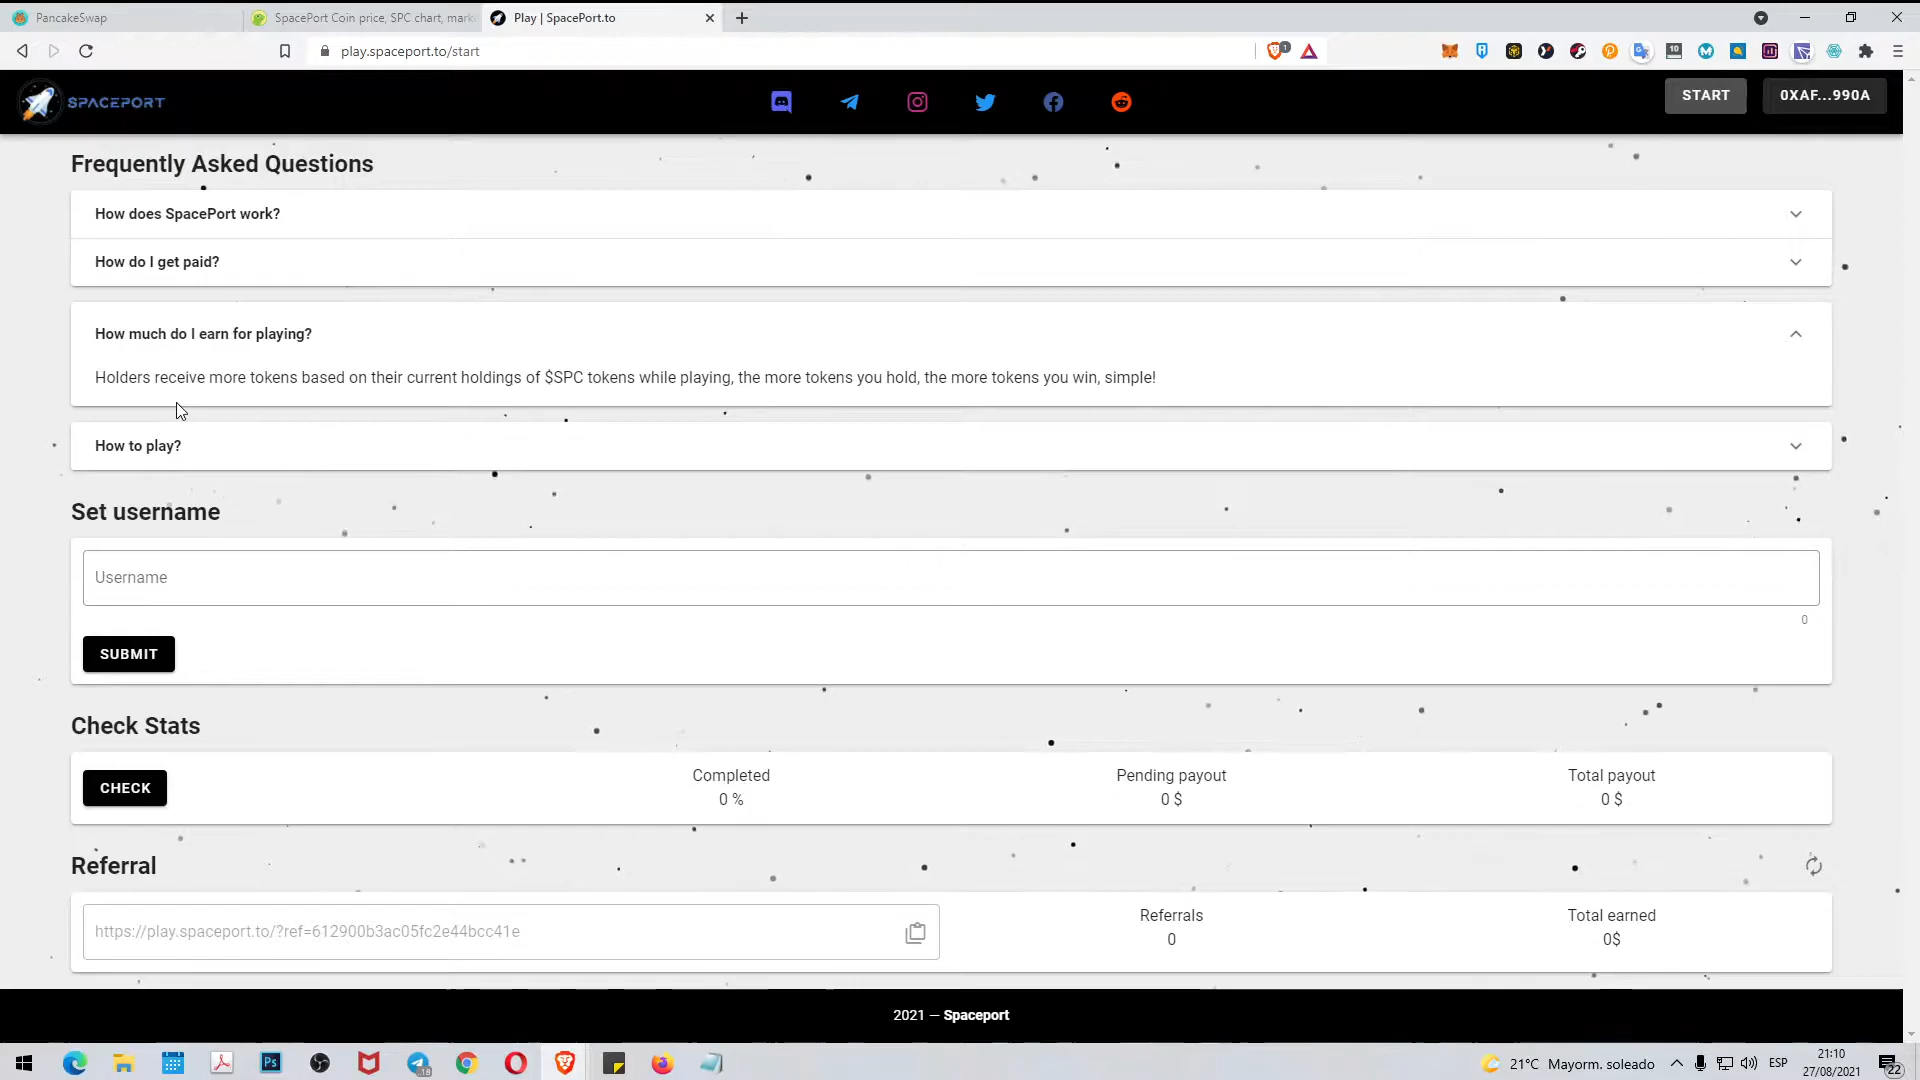 PancakeSwap
SpacePort Coin price, SPC chart, mark
Play | SpacePort.to
play.spaceport.to/start
1
10
SPACEPORT
START
0XAF...990A
Frequently Asked Questions
How does SpacePort work?
How do I get paid?
How much do I earn for playing?
Holders receive more tokens based on their current holdings of $SPC tokens while playing, the more tokens you hold, the more tokens you win, simple!
How to play?
Set username
Username
0
SUBMIT
Check Stats
CHECK
Completed
0 %
Pending payout
0 $
Total payout
0 $
Referral
https://play.spaceport.to/?ref=612900b3ac05fc2e44bcc41e
Referrals
0
Total earned
0$
2021 — Spaceport
Ps
18
21°C Mayorm. soleado
ESP
21:10
27/08/2021
22